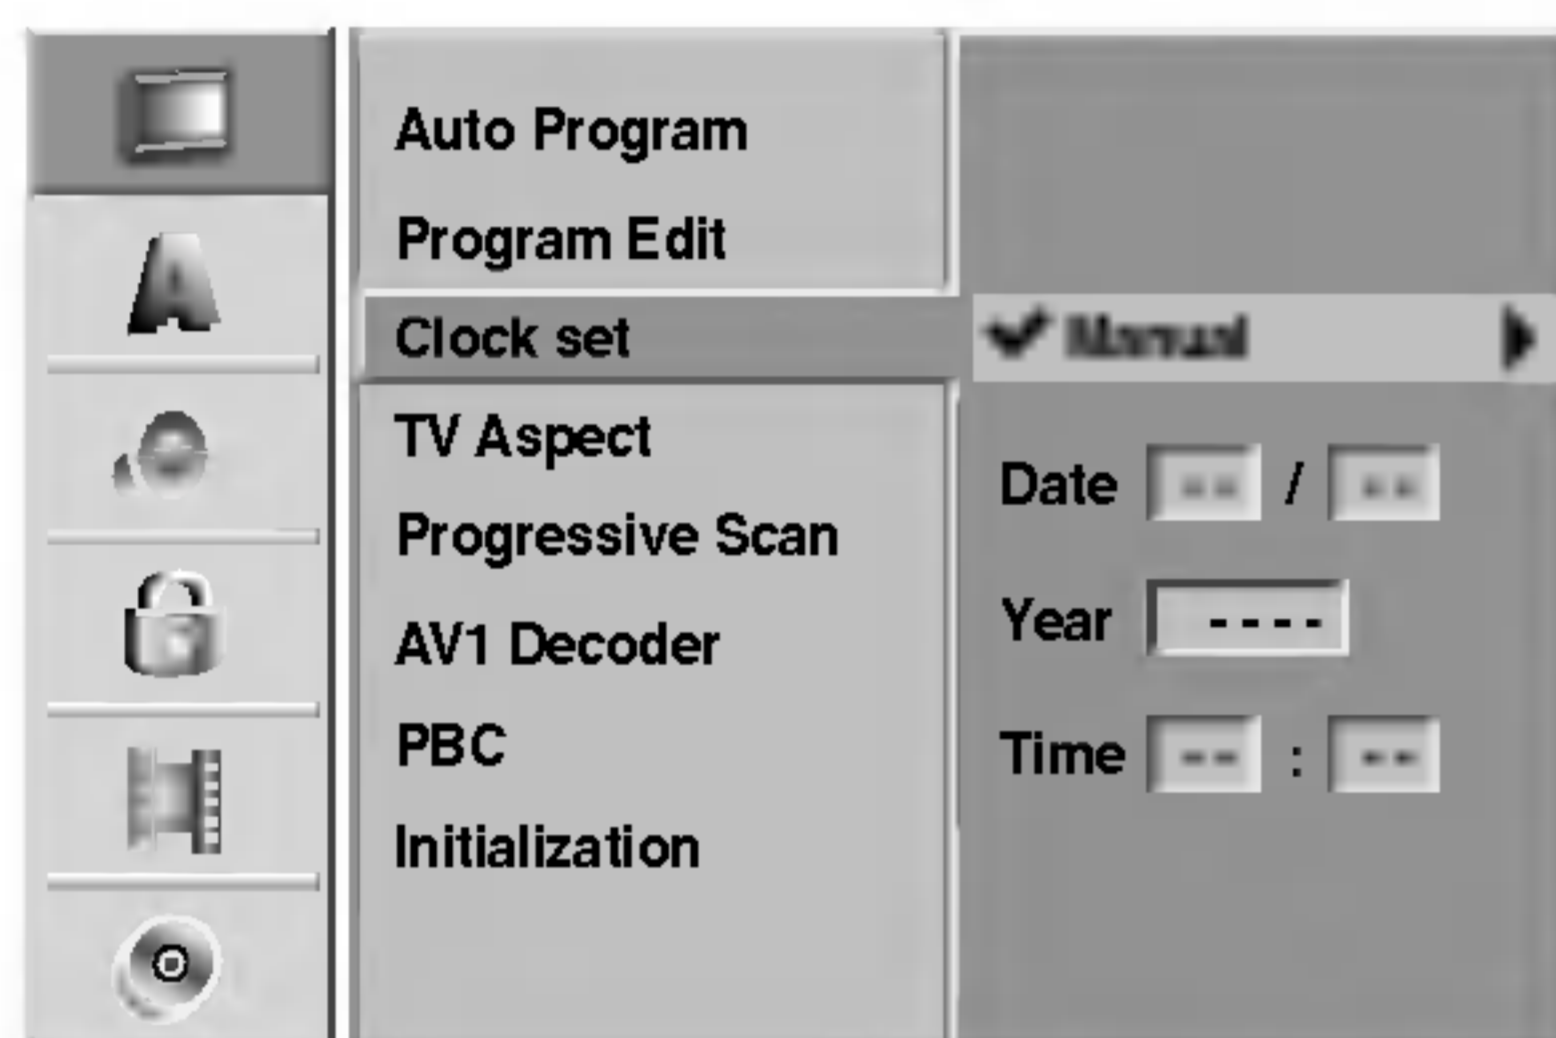 A
Auto Program
Program Edit
Clock set
Manual
TV Aspect
Progressive Scan
AV1 Decoder
PBC
Initialization
Date -- / --
Year ----
Time -- : --